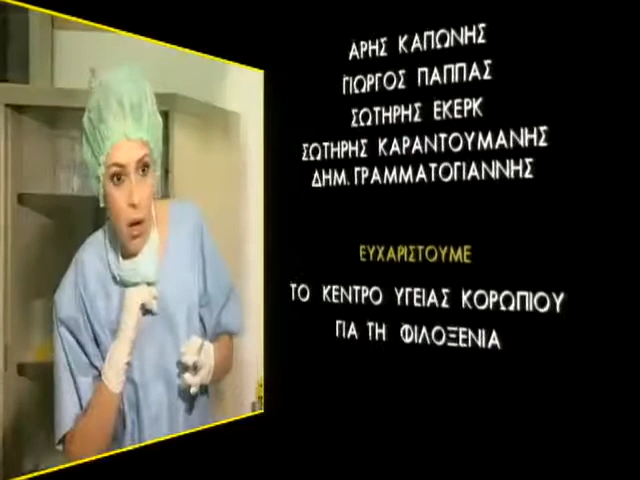 ΑΡΗΣ ΚΑΠΩΝΗΣ
ΓΙΩΡΓΟΣ ΠΑΠΠΑΣ
ΣΩΤΗΡΗΣ ΕΚΕΡΚ
ΣΩΤΗΡΗΣ ΚΑΡΑΝΤΟΥΜΑΝΗΣ
ΔΗΜ. ΓΡΑΜΜΑΤΟΓΙΑΝΝΗΣ
ΕΥΧΑΡΙΣΤΟΥΜΕ
ΤΟ ΚΕΝΤΡΟ ΥΓΕΙΑΣ ΚΟΡΩΠΙΟΥ
ΓΙΑ ΤΗ ΦΙΛΟΞΕΝΙΑ